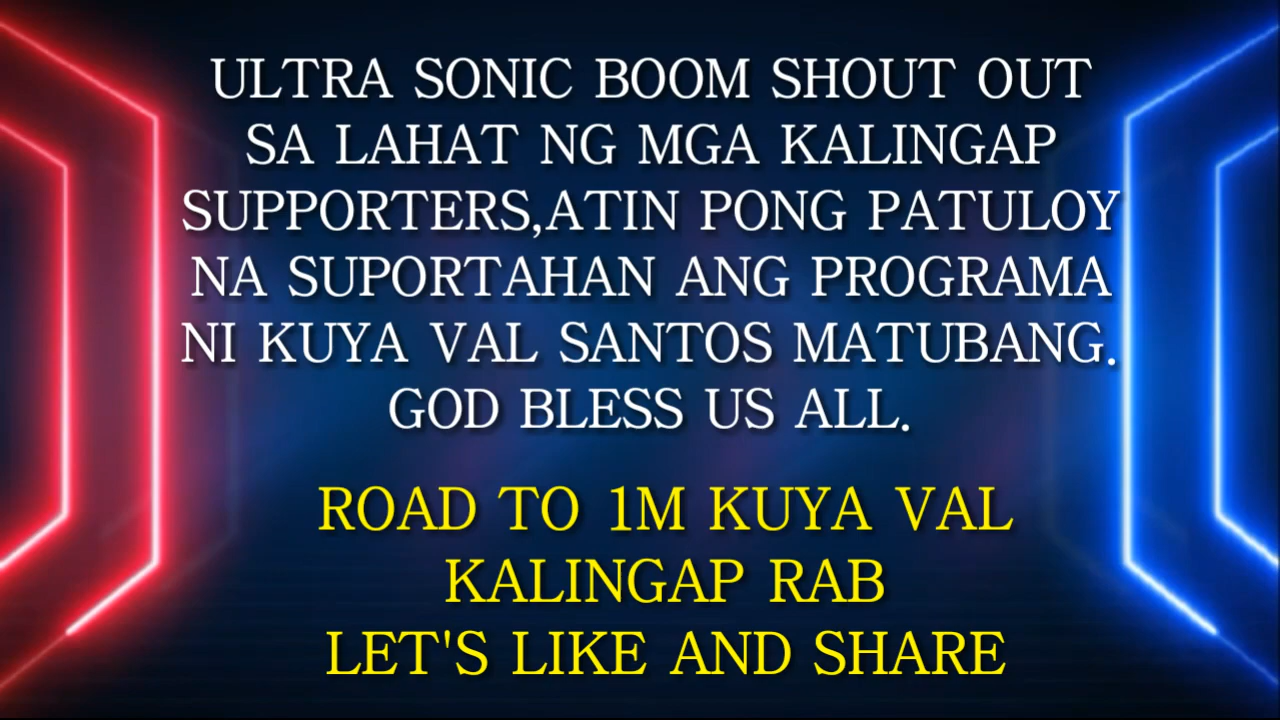 ULTRA SONIC BOOM SHOUT OUT
SA LAHAT NG MGA KALINGAP
SUPPORTERS,ATIN PONG PATULOY
NA SUPORTAHAN ANG PROGRAMA
NI KUYA VAL SANTOS MATUBANG.
GOD BLESS US ALL.
ROAD TO 1M KUYA VAL
KALINGAP RAB
LET'S LIKE AND SHARE